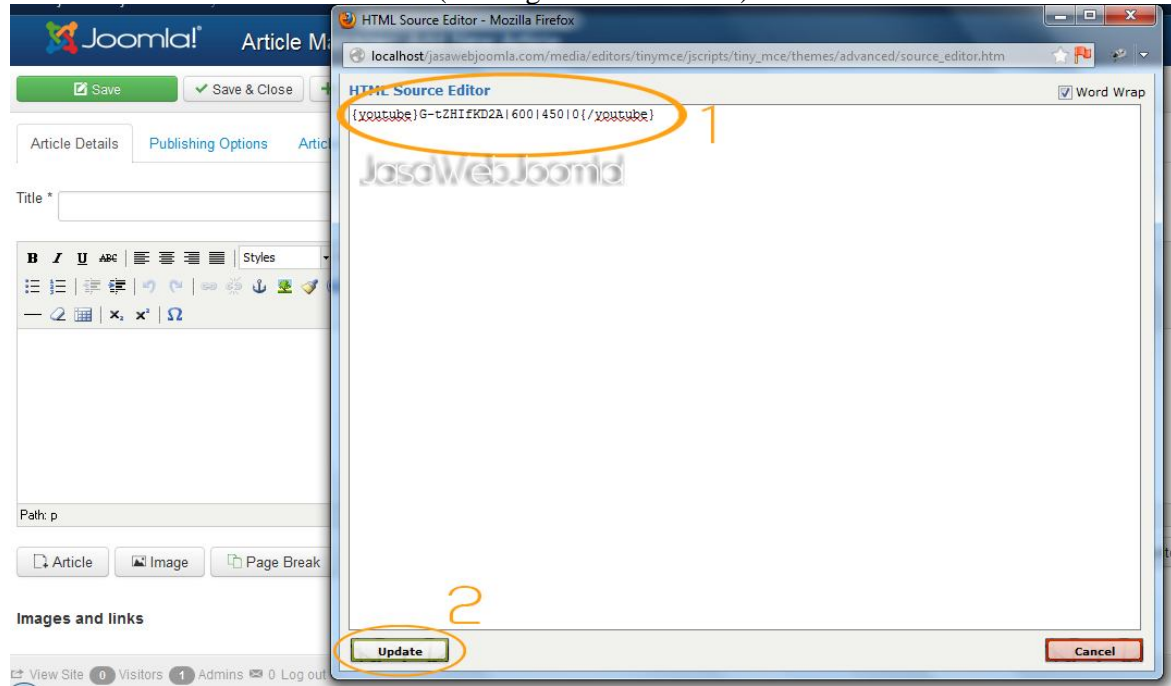 HTML Source Editor - Mozilla Firefox
Joomla!®
localhost/jasawebjoomla.com/media/editors/tinymce/jscripts/tiny_mce/themes/advanced/source_editor.htm
Save
Save & Close
HTML Source Editor
Word Wrap
{youtube}G-tZHIfKD2A|600|450|0{/youtube}
1
Article Details
Publishing Options
JasaWebJoomla
Title *
B I U ABC
Styles
Path: p
Article
Image
Page Break
2
Images and links
Update
Cancel
View Site 0 Visitors 1 Admins 0 Log out